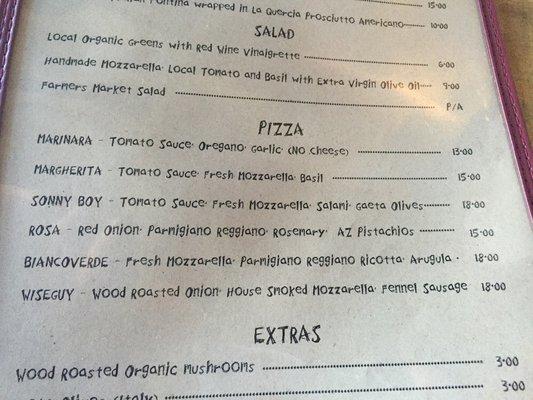 Fontina wrapped in La Quercia Prosciutto Americano 15.00
10.00
SALAD
Local Organic Greens with Red Wine Vinaigrette 6.00
Handmade Mozzarella· Local Tomato and Basil with Extra Virgin Olive Oil 9.00
Farmers Market Salad P/A
PIZZA
MARINARA - Tomato Sauce· Oregano· Garlic· (No Cheese) 13.00
MARGHERITA - Tomato Sauce· Fresh Mozzarella· Basil 15.00
SONNY BOY - Tomato Sauce· Fresh Mozzarella· Salami· Gaeta Olives 18.00
ROSA - Red Onion· Parmigiano Reggiano· Rosemary· AZ Pistachios 15.00
BIANCOVERDE - Fresh Mozzarella· Parmigiano Reggiano· Ricotta· Arugula · 18.00
WISEGUY - Wood Roasted Onion· House Smoked Mozzarella· Fennel Sausage 18.00
EXTRAS
Wood Roasted Organic Mushrooms 3.00
(Italy) 3.00